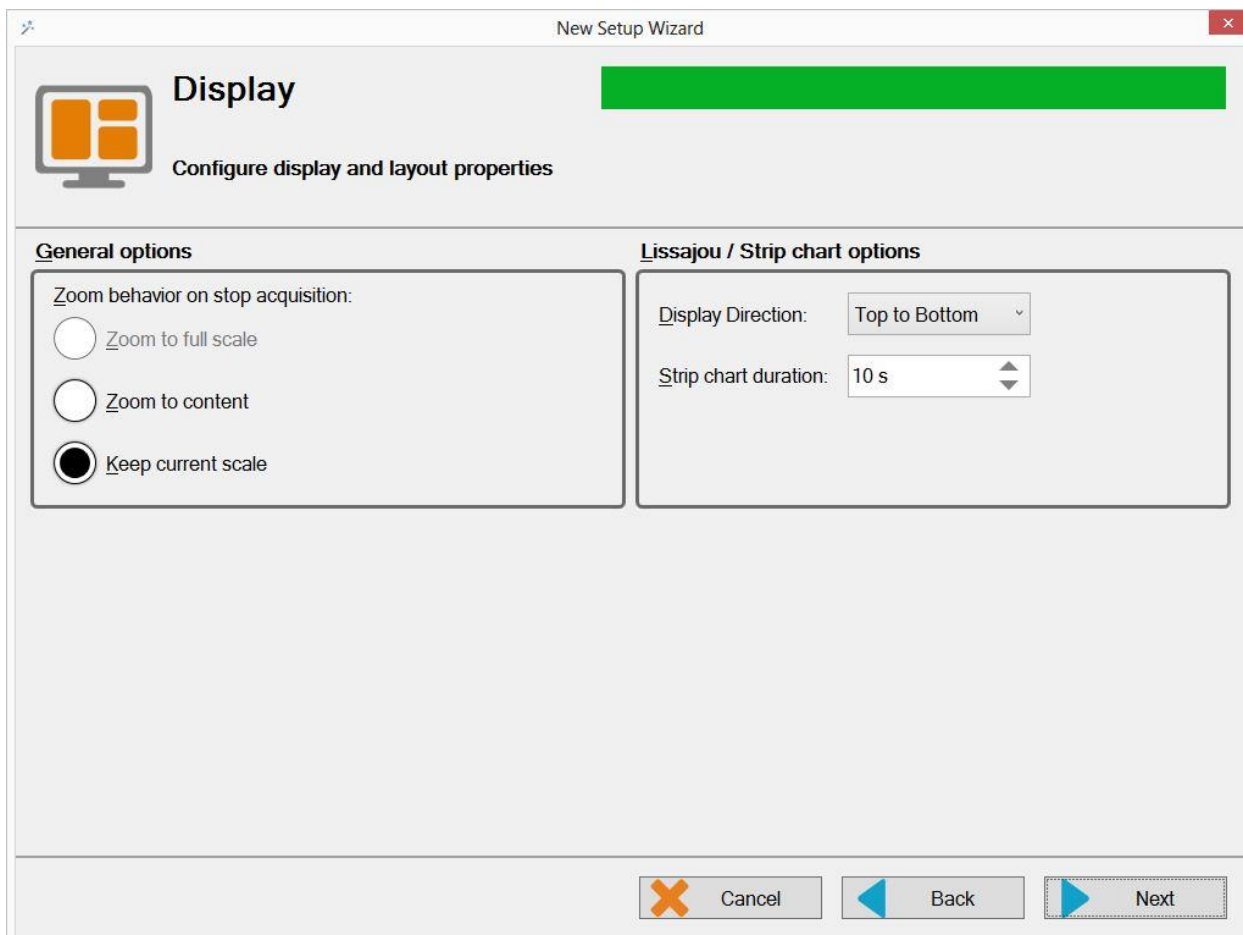 New Setup Wizard
Display
Configure display and layout properties
General options
Zoom behavior on stop acquisition:
Zoom to full scale
Zoom to content
Keep current scale
Lissajou / Strip chart options
Display Direction: Top to Bottom
Strip chart duration: 10 s
Cancel Back Next